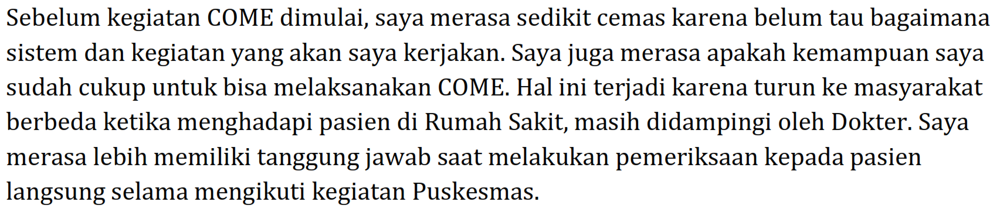 Sebelum kegiatan COME dimulai, saya merasa sedikit cemas karena belum tau bagaimana
sistem dan kegiatan yang akan saya kerjakan. Saya juga merasa apakah kemampuan saya
sudah cukup untuk bisa melaksanakan COME. Hal ini terjadi karena turun ke masyarakat
berbeda ketika menghadapi pasien di Rumah Sakit, masih didampingi oleh Dokter. Saya
merasa lebih memiliki tanggung jawab saat melakukan pemeriksaan kepada pasien
langsung selama mengikuti kegiatan Puskesmas.